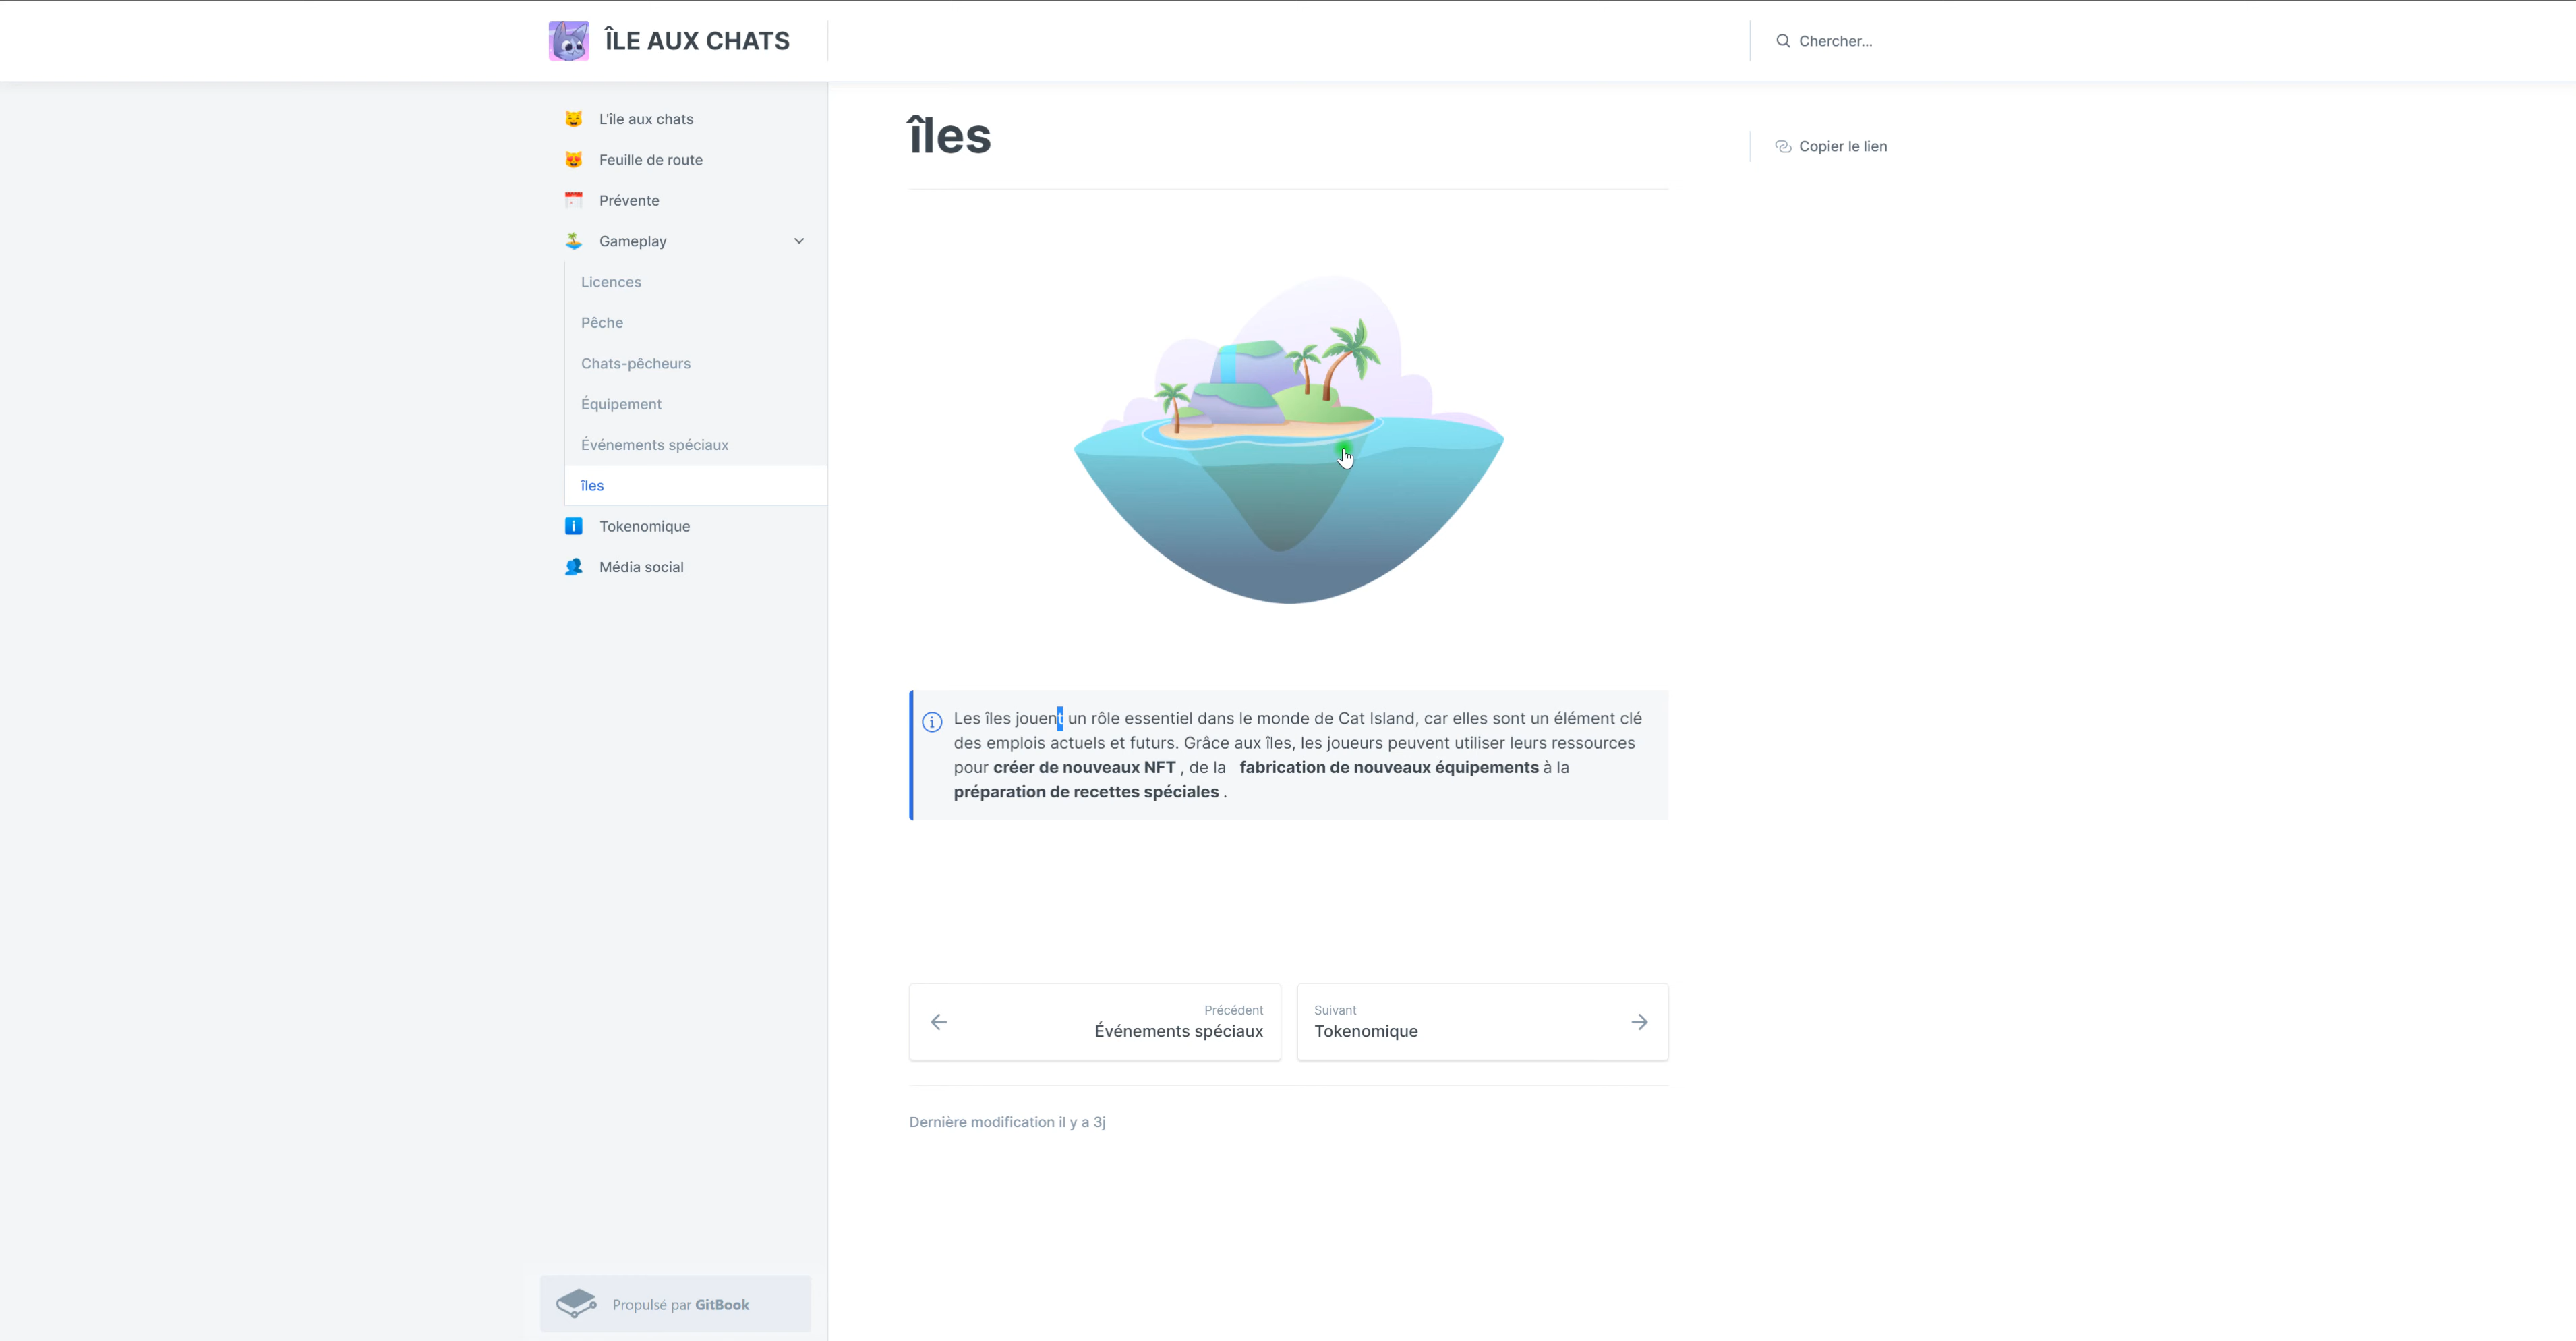 ÎLE AUX CHATS
Chercher...
L'île aux chats
Feuille de route
Prévente
Gameplay
Licences
Pêche
Chats-pêcheurs
Équipement
Événements spéciaux
îles
Tokenomique
Média social
Propulsé par GitBook
îles
Copier le lien
Les îles jouent un rôle essentiel dans le monde de Cat Island, car elles sont un élément clé
des emplois actuels et futurs. Grâce aux îles, les joueurs peuvent utiliser leurs ressources
pour créer de nouveaux NFT , de la fabrication de nouveaux équipements à la
préparation de recettes spéciales .
Précédent
Événements spéciaux
Suivant
Tokenomique
Dernière modification il y a 3j